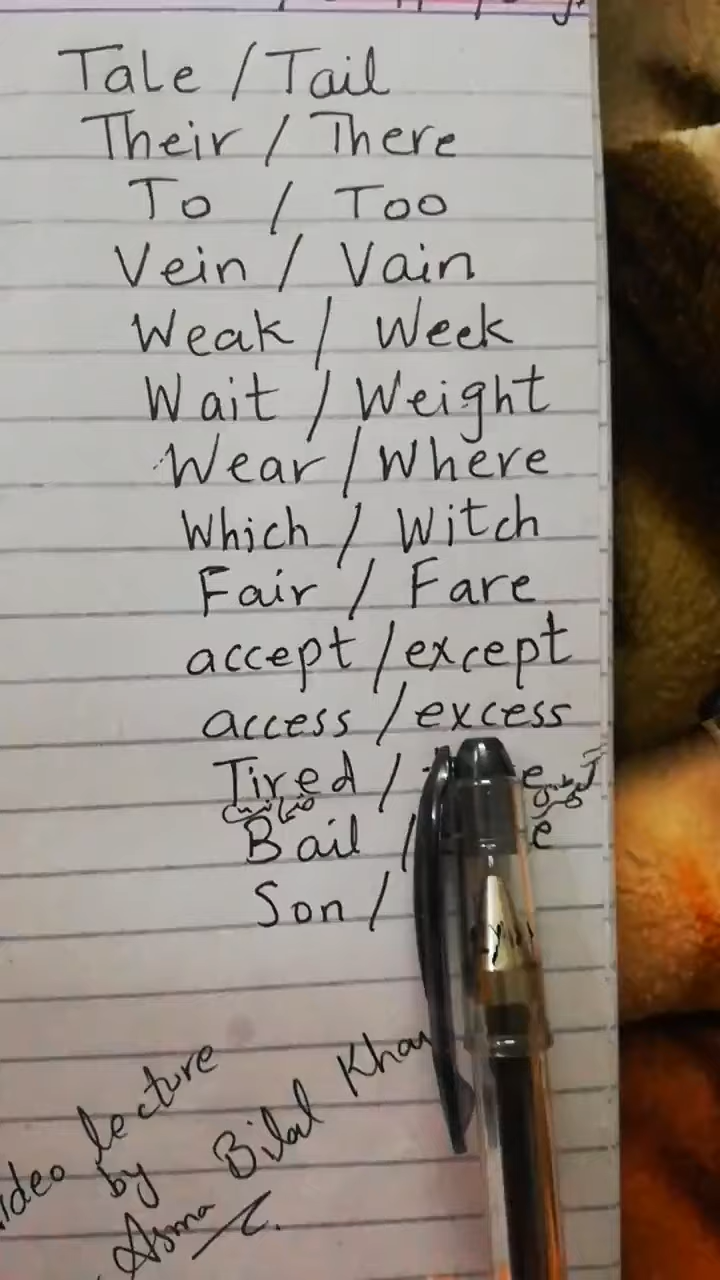 Tale / Tail
Their / There
To / Too
Vein / Vain
Weak / Week
Wait / Weight
Wear / Where
Which / Witch
Fair / Fare
accept / except
access / excess
Tired /
Bail /
Son /
lecture
by
Asma Bilal Khan